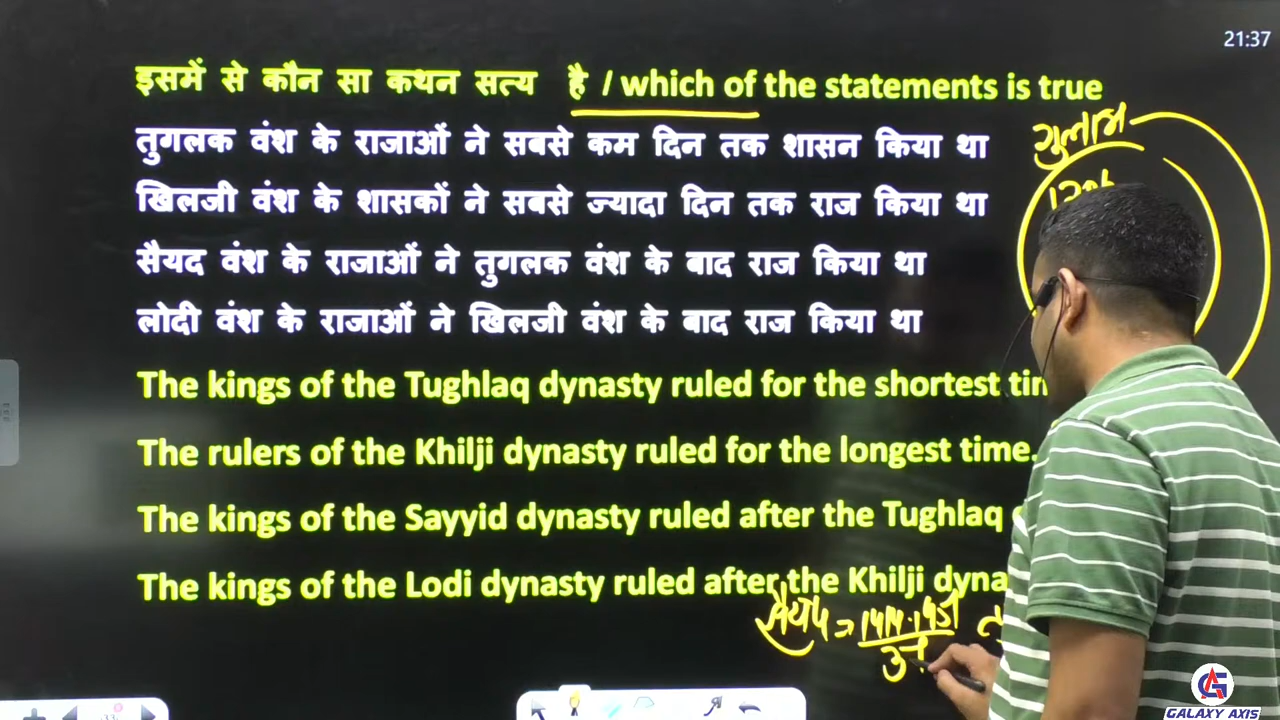 21:37
इसमें से कौन सा कथन सत्य है / which of the statements is true
तुगलक वंश के राजाओं ने सबसे कम दिन तक शासन किया था
खिलजी वंश के शासकों ने सबसे ज्यादा दिन तक राज किया था
सैयद वंश के राजाओं ने तुगलक वंश के बाद राज किया था
लोदी वंश के राजाओं ने खिलजी वंश के बाद राज किया था
The kings of the Tughlaq dynasty ruled for the shortest
The rulers of the Khilji dynasty ruled for the longest time.
The kings of the Sayyid dynasty ruled after the Tughlaq
The kings of the Lodi dynasty ruled after the Khilji
गुलाम
सैयद = 1414-1451
GALAXY AXIS